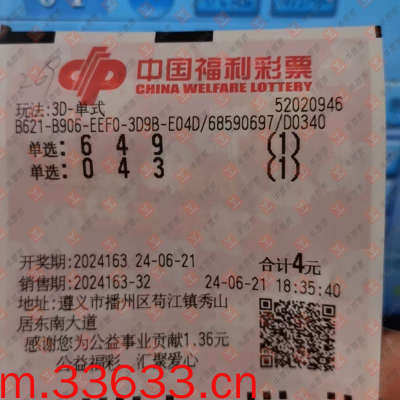 中国福利彩票
CHINA WELFARE LOTTERY
玩法:3D-单式 52020946
B621-B906-EEF0-3D9B-E04D/68590697/D0340
单选: 6 4 9 (1)
单选: 0 4 3 (1)
开奖期:2024163 24-06-21 合计4元
销售期:2024163-32 24-06-21 18:35:40
地址:遵义市播州区苟江镇秀山
居东南大道
感谢您为公益事业贡献1.36元
公益福彩 汇聚爱心
m.33633.cn